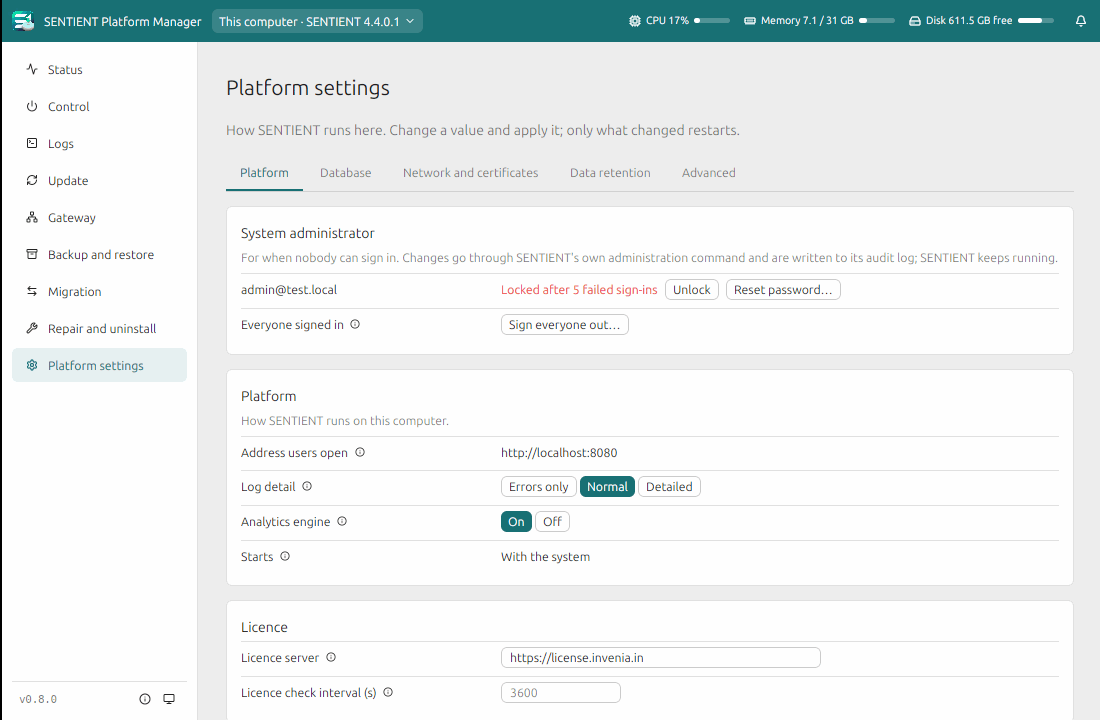 SENTIENT Platform Manager
This computer · SENTIENT 4.4.0.1
CPU 17%
Memory 7.1 / 31 GB
Disk 611.5 GB free
Status
Control
Logs
Update
Gateway
Backup and restore
Migration
Repair and uninstall
Platform settings
v0.8.0
Platform settings
How SENTIENT runs here. Change a value and apply it; only what changed restarts.
Platform Database Network and certificates Data retention Advanced
System administrator
For when nobody can sign in. Changes go through SENTIENT's own administration command and are written to its audit log; SENTIENT keeps running.
admin@test.local Locked after 5 failed sign-ins Unlock Reset password...
Everyone signed in Sign everyone out...
Platform
How SENTIENT runs on this computer.
Address users open http://localhost:8080
Log detail Errors only Normal Detailed
Analytics engine On Off
Starts With the system
Licence
Licence server https://license.invenia.in
Licence check interval (s) 3600